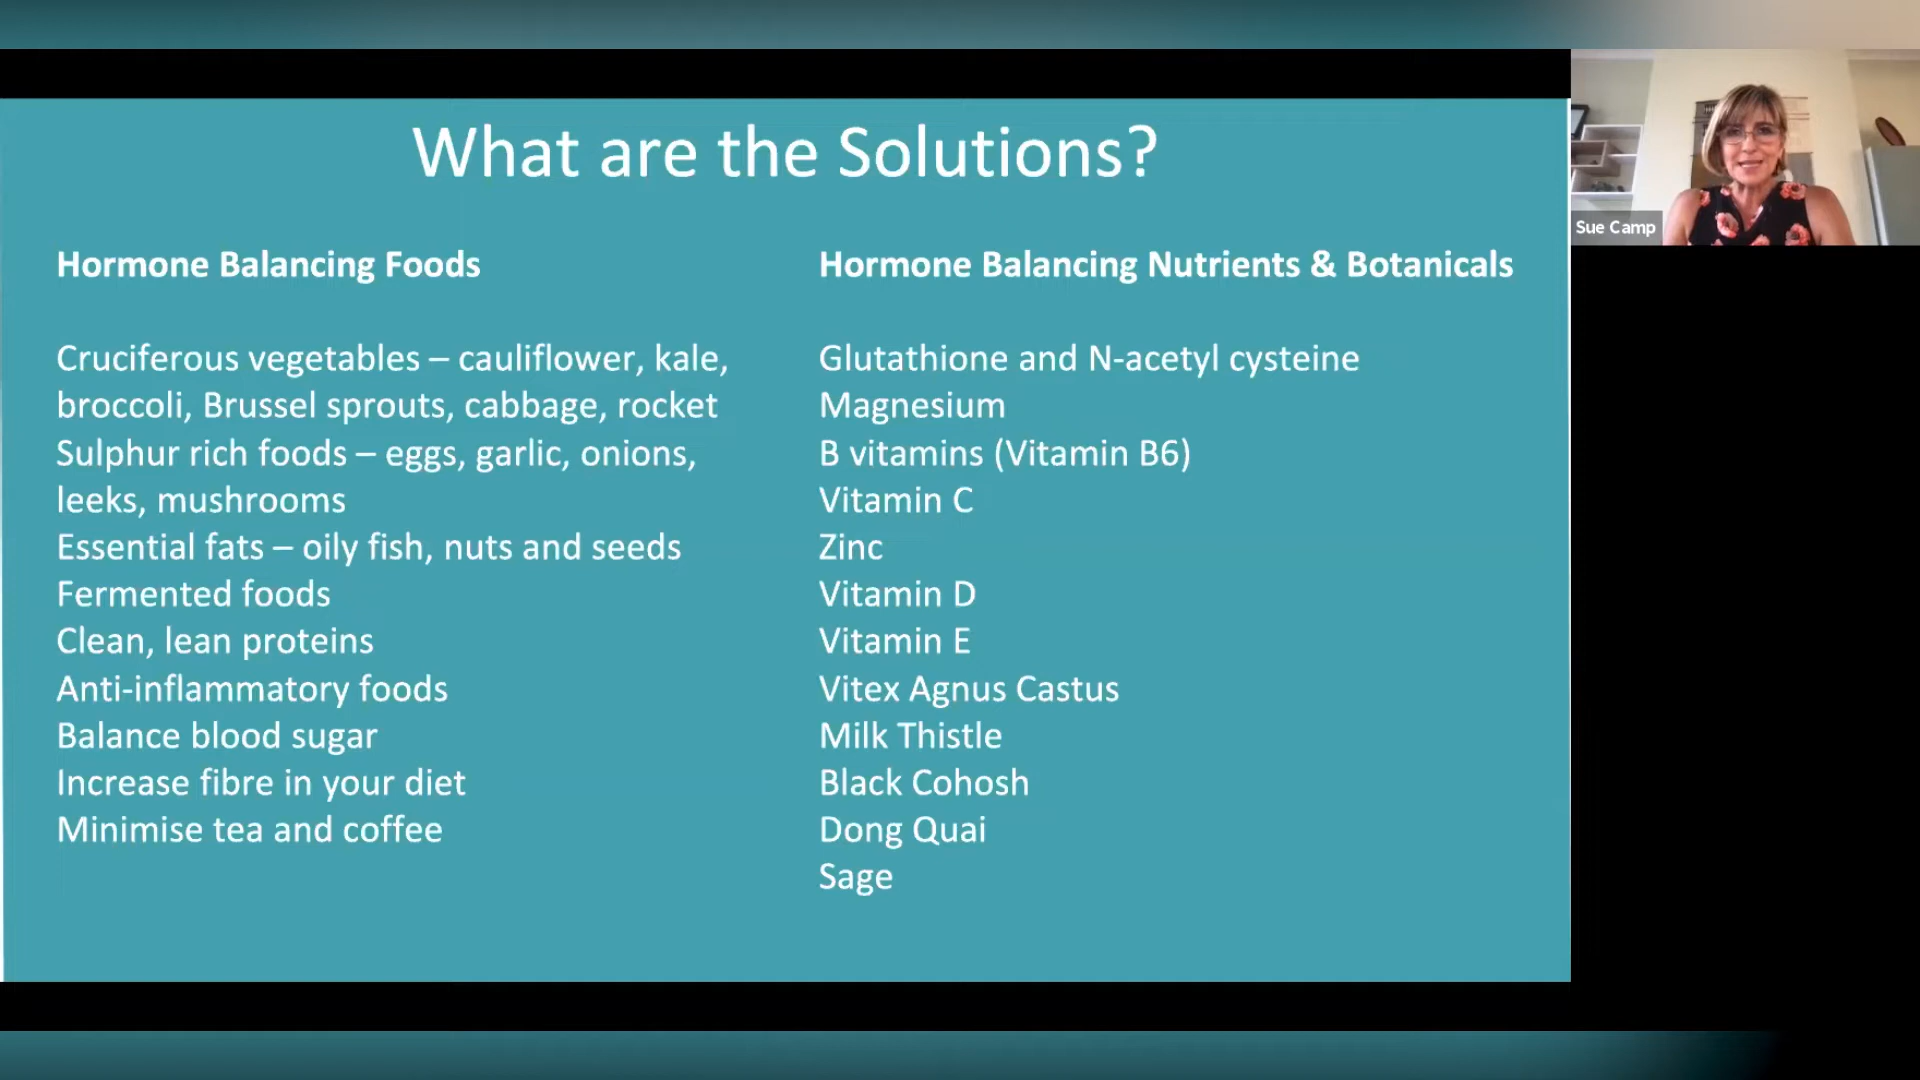 What are the Solutions?
Hormone Balancing Foods
Cruciferous vegetables – cauliflower, kale,
broccoli, Brussel sprouts, cabbage, rocket
Sulphur rich foods – eggs, garlic, onions,
leeks, mushrooms
Essential fats – oily fish, nuts and seeds
Fermented foods
Clean, lean proteins
Anti-inflammatory foods
Balance blood sugar
Increase fibre in your diet
Minimise tea and coffee
Hormone Balancing Nutrients & Botanicals
Glutathione and N-acetyl cysteine
Magnesium
B vitamins (Vitamin B6)
Vitamin C
Zinc
Vitamin D
Vitamin E
Vitex Agnus Castus
Milk Thistle
Black Cohosh
Dong Quai
Sage
Sue Camp